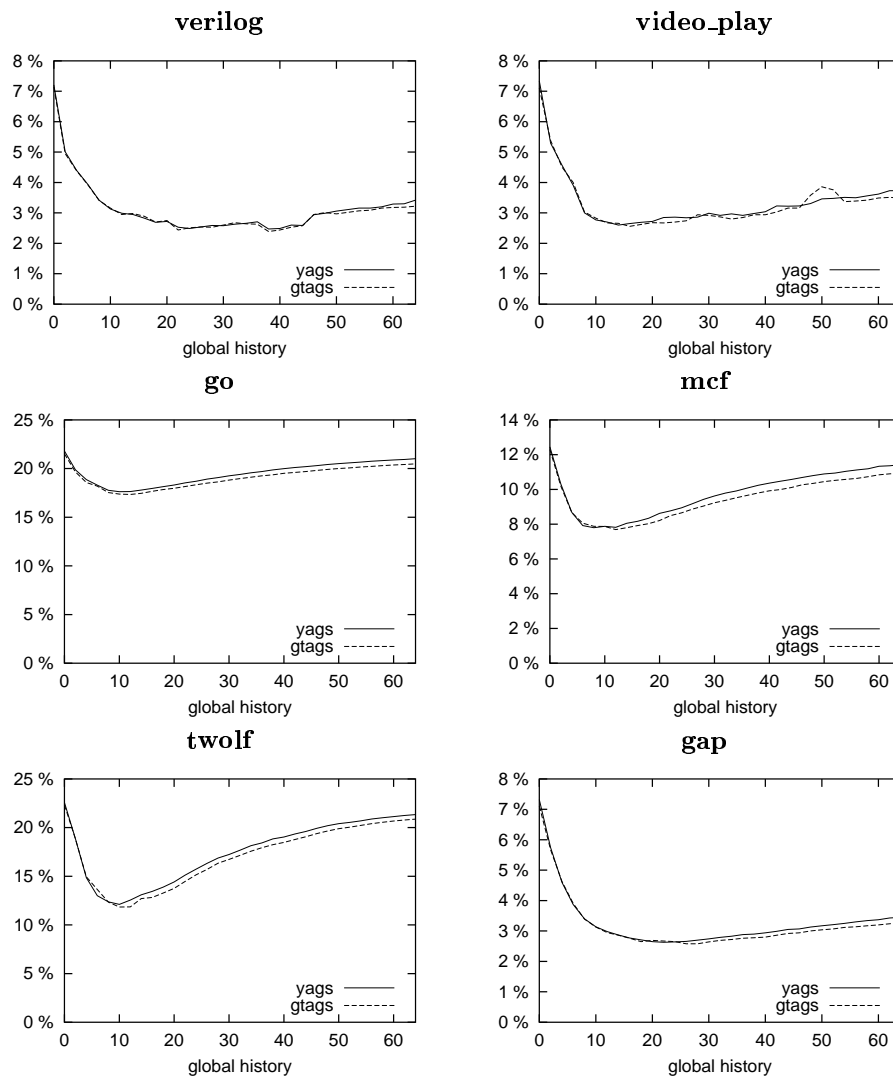 verilog
8 %
7 %
6 %
5 %
4 %
3 %
2 %
1 %
0 %
yags
gtags
0 10 20 30 40 50 60
global history
video_play
8 %
7 %
6 %
5 %
4 %
3 %
2 %
1 %
0 %
yags
gtags
0 10 20 30 40 50 60
global history
go
25 %
20 %
15 %
10 %
5 %
0 %
yags
gtags
0 10 20 30 40 50 60
global history
mcf
14 %
12 %
10 %
8 %
6 %
4 %
2 %
0 %
yags
gtags
0 10 20 30 40 50 60
global history
twolf
25 %
20 %
15 %
10 %
5 %
0 %
yags
gtags
0 10 20 30 40 50 60
global history
gap
8 %
7 %
6 %
5 %
4 %
3 %
2 %
1 %
0 %
yags
gtags
0 10 20 30 40 50 60
global history